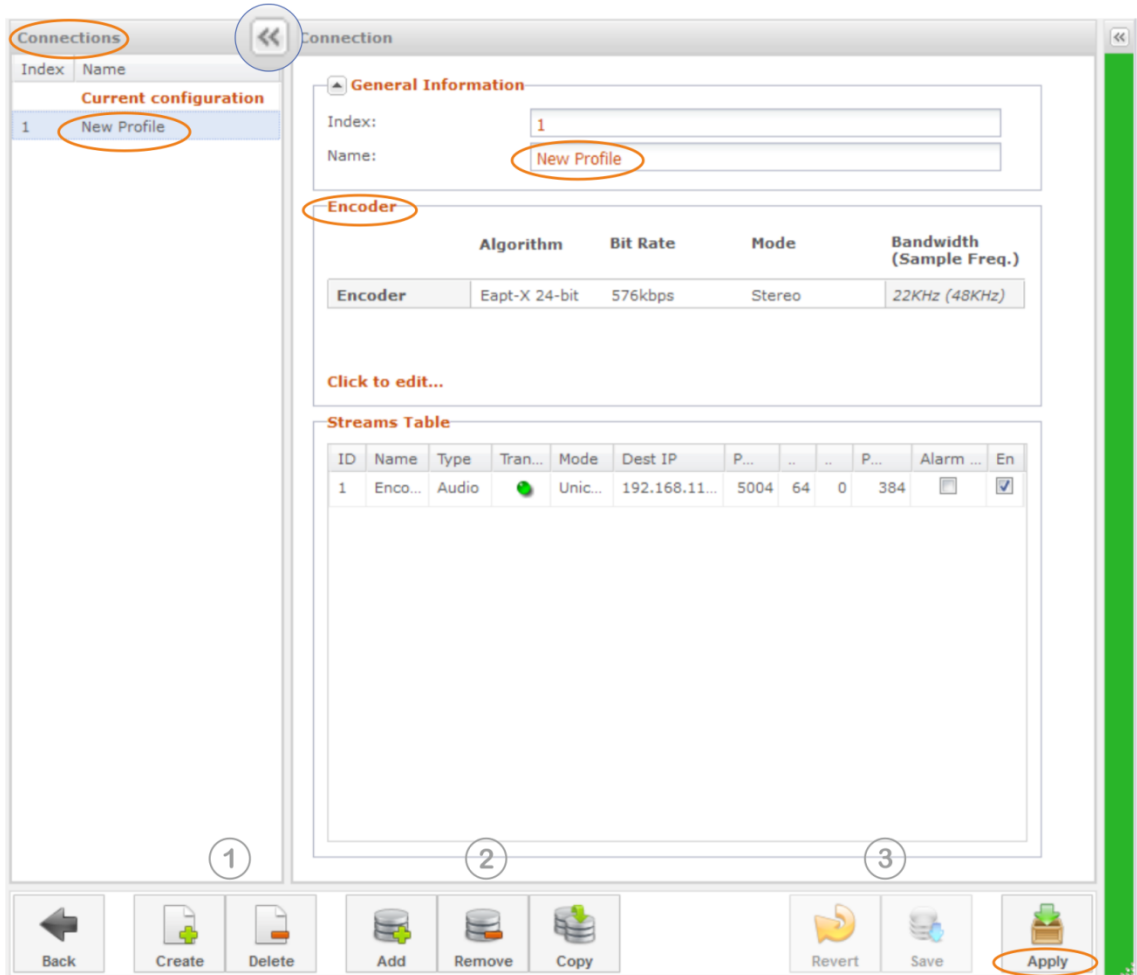 Connections
Index Name
Current configuration
1 New Profile
Connection
General Information
Index: 1
Name: New Profile
Encoder
Algorithm Bit Rate Mode Bandwidth
(Sample Freq.)
Encoder Eapt-X 24-bit 576kbps Stereo 22KHz (48KHz)
Click to edit...
Streams Table
ID Name Type Tran... Mode Dest IP P... .. .. P... Alarm ... En
1 Enco... Audio Unic... 192.168.11... 5004 64 0 384
1 2 3
Back Create Delete Add Remove Copy Revert Save Apply